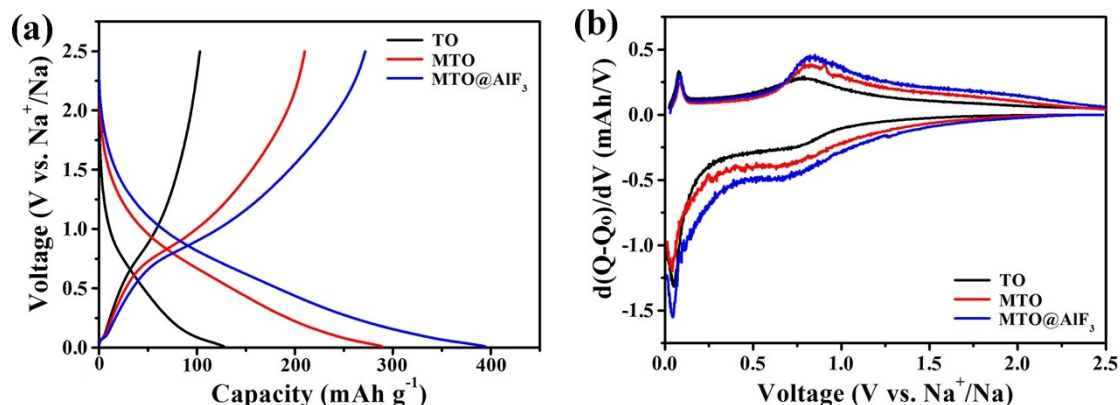 (a)
TO
MTO
MTO@AlF₃
Voltage (V vs. Na⁺/Na)
2.5
2.0
1.5
1.0
0.5
0.0
0 100 200 300 400
Capacity (mAh g⁻¹)
(b)
d(Q-Q₀)/dV (mAh/V)
0.5
0.0
-0.5
-1.0
-1.5
TO
MTO
MTO@AlF₃
0.0 0.5 1.0 1.5 2.0 2.5
Voltage (V vs. Na⁺/Na)